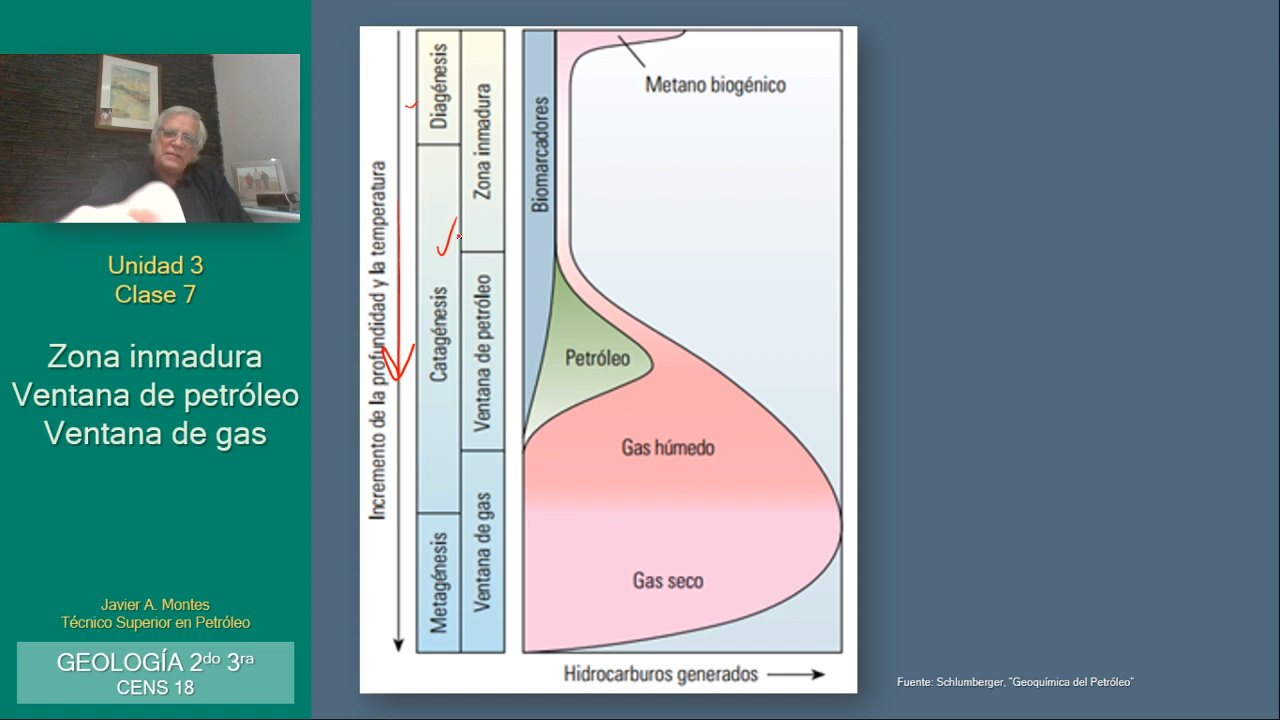 Unidad 3
Clase 7
Zona inmadura
Ventana de petróleo
Ventana de gas
Javier A. Montes
Técnico Superior en Petróleo
GEOLOGÍA 2do 3ra
CENS 18
Incremento de la profundidad y la temperatura
Diagénesis
Catagénesis
Metagénesis
Zona inmadura
Ventana de petróleo
Ventana de gas
Biomarcadores
Metano biogénico
Petróleo
Gas húmedo
Gas seco
Hidrocarburos generados
Fuente: Schlumberger, "Geoquímica del Petróleo"